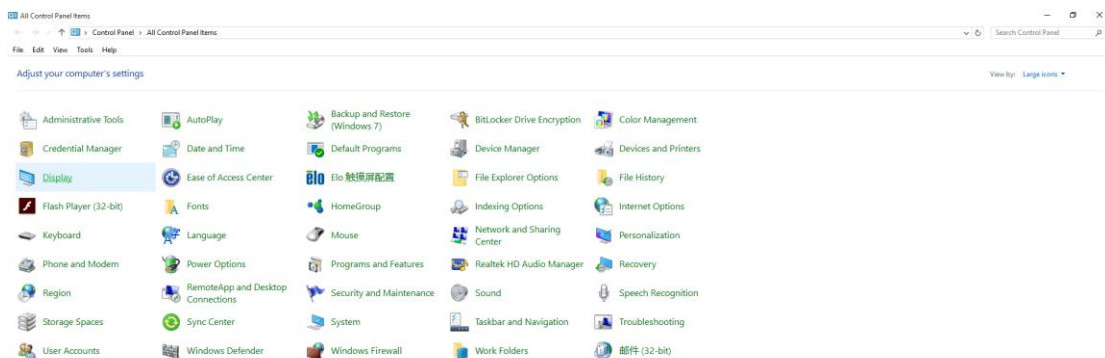 All Control Panel Items
Control Panel > All Control Panel Items
Search Control Panel
File Edit View Tools Help
Adjust your computer's settings
View by: Large icons
Administrative Tools
AutoPlay
Backup and Restore
(Windows 7)
BitLocker Drive Encryption
Color Management
Credential Manager
Date and Time
Default Programs
Device Manager
Devices and Printers
Display
Ease of Access Center
elo
Elo 触摸屏配置
File Explorer Options
File History
Flash Player (32-bit)
Fonts
HomeGroup
Indexing Options
Internet Options
Keyboard
Language
Mouse
Network and Sharing
Center
Personalization
Phone and Modem
Power Options
Programs and Features
Realtek HD Audio Manager
Recovery
Region
RemoteApp and Desktop
Connections
Security and Maintenance
Sound
Speech Recognition
Storage Spaces
Sync Center
System
Taskbar and Navigation
Troubleshooting
User Accounts
Windows Defender
Windows Firewall
Work Folders
邮件 (32-bit)